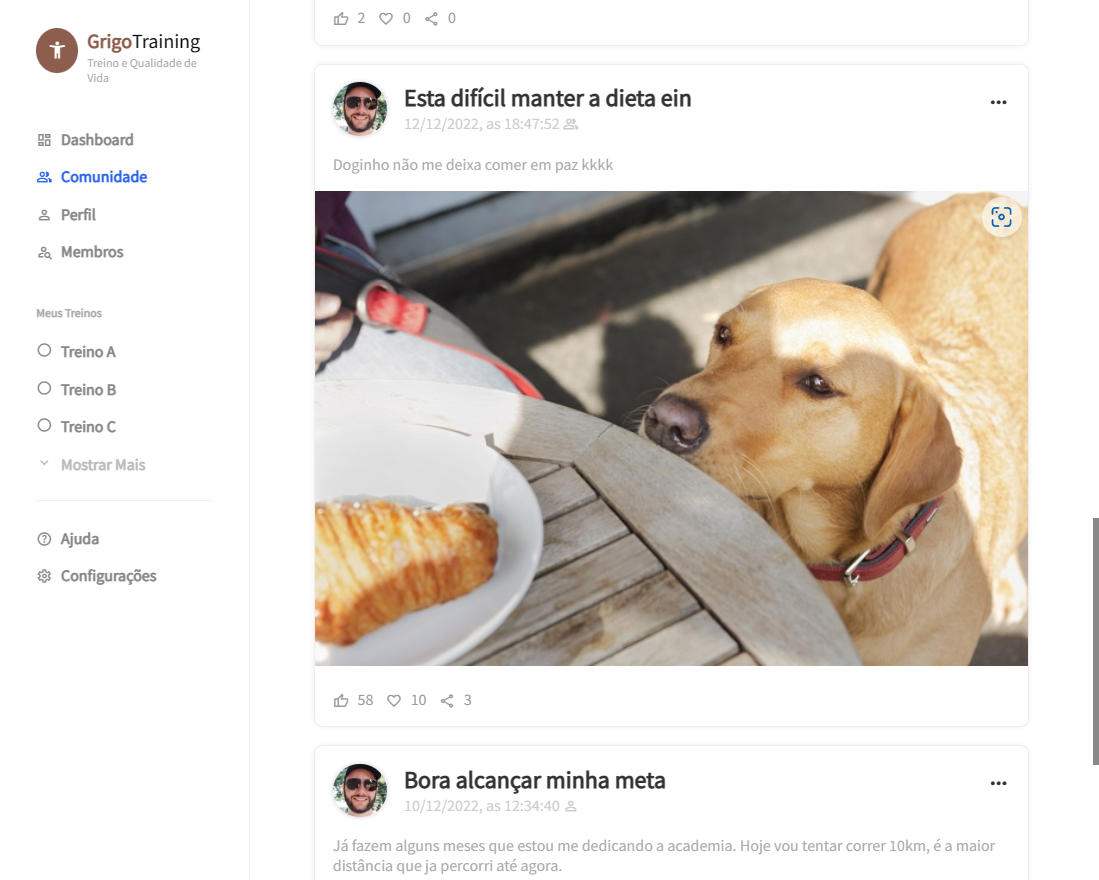 GrigoTraining
Treino e Qualidade de
Vida
Dashboard
Comunidade
Perfil
Membros
Meus Treinos
Treino A
Treino B
Treino C
Mostrar Mais
Ajuda
Configurações
2 0 0
Esta difícil manter a dieta ein
12/12/2022, as 18:47:52
Doginho não me deixa comer em paz kkkk
58 10 3
Bora alcançar minha meta
10/12/2022, as 12:34:40
Já fazem alguns meses que estou me dedicando a academia. Hoje vou tentar correr 10km, é a maior
distância que ja percorri até agora.